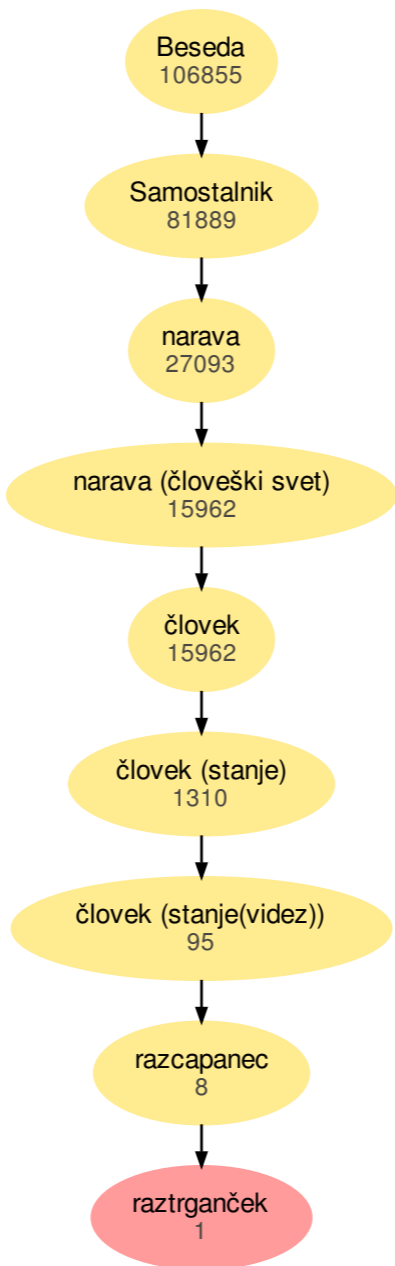 Beseda
106855
Samostalnik
81889
narava
27093
narava (človeški svet)
15962
človek
15962
človek (stanje)
1310
človek (stanje(videz))
95
razcapanec
8
raztrganček
1